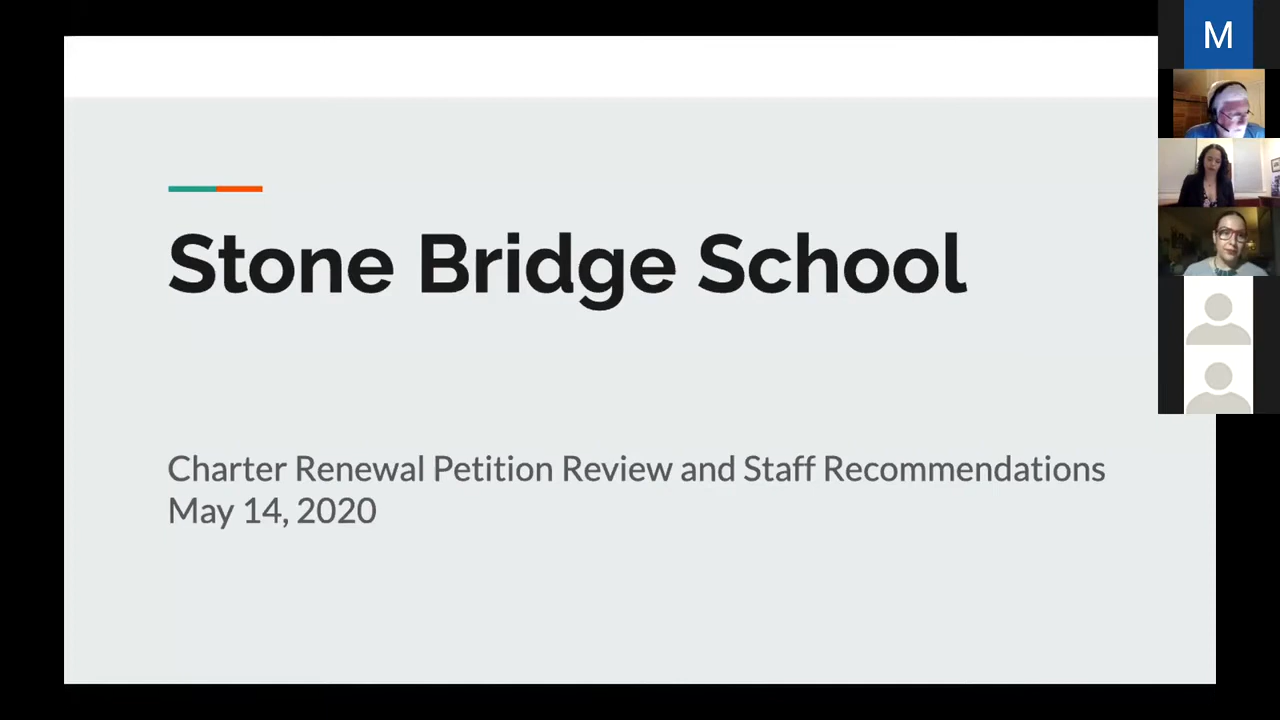 M
Stone Bridge School
Charter Renewal Petition Review and Staff Recommendations
May 14, 2020